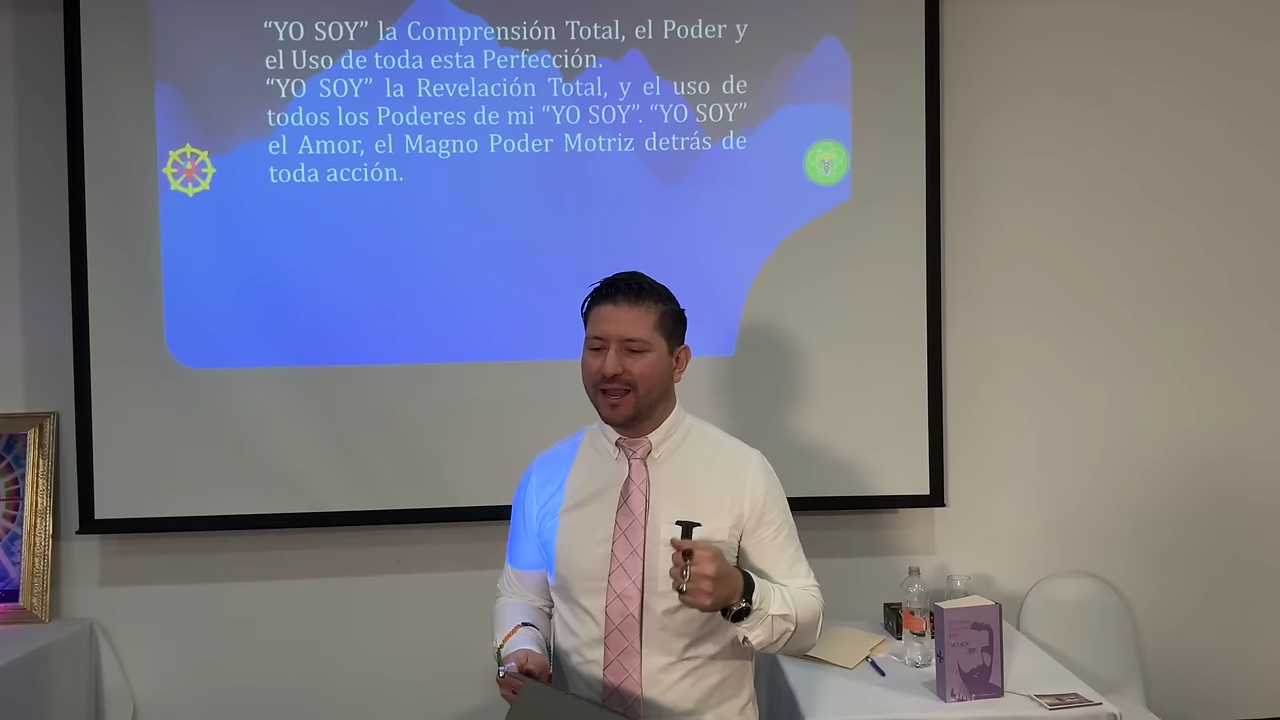 “YO SOY” la Comprensión Total, el Poder y
el Uso de toda esta Perfección.
“YO SOY” la Revelación Total, y el uso de
todos los Poderes de mi “YO SOY”. “YO SOY”
el Amor, el Magno Poder Motriz detrás de
toda acción.
"YO SOY"